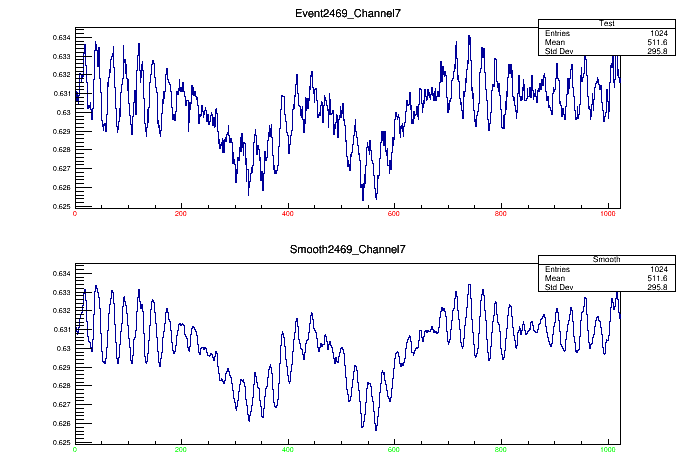 Event2469_Channel7
Test
Entries 1024
Mean 511.6
Std Dev 295.8
0.634
0.633
0.632
0.631
0.63
0.629
0.628
0.627
0.626
0.625
0 200 400 600 800 1000
Smooth2469_Channel7
Smooth
Entries 1024
Mean 511.6
Std Dev 295.8
0.634
0.633
0.632
0.631
0.63
0.629
0.628
0.627
0.626
0.625
0 200 400 600 800 1000